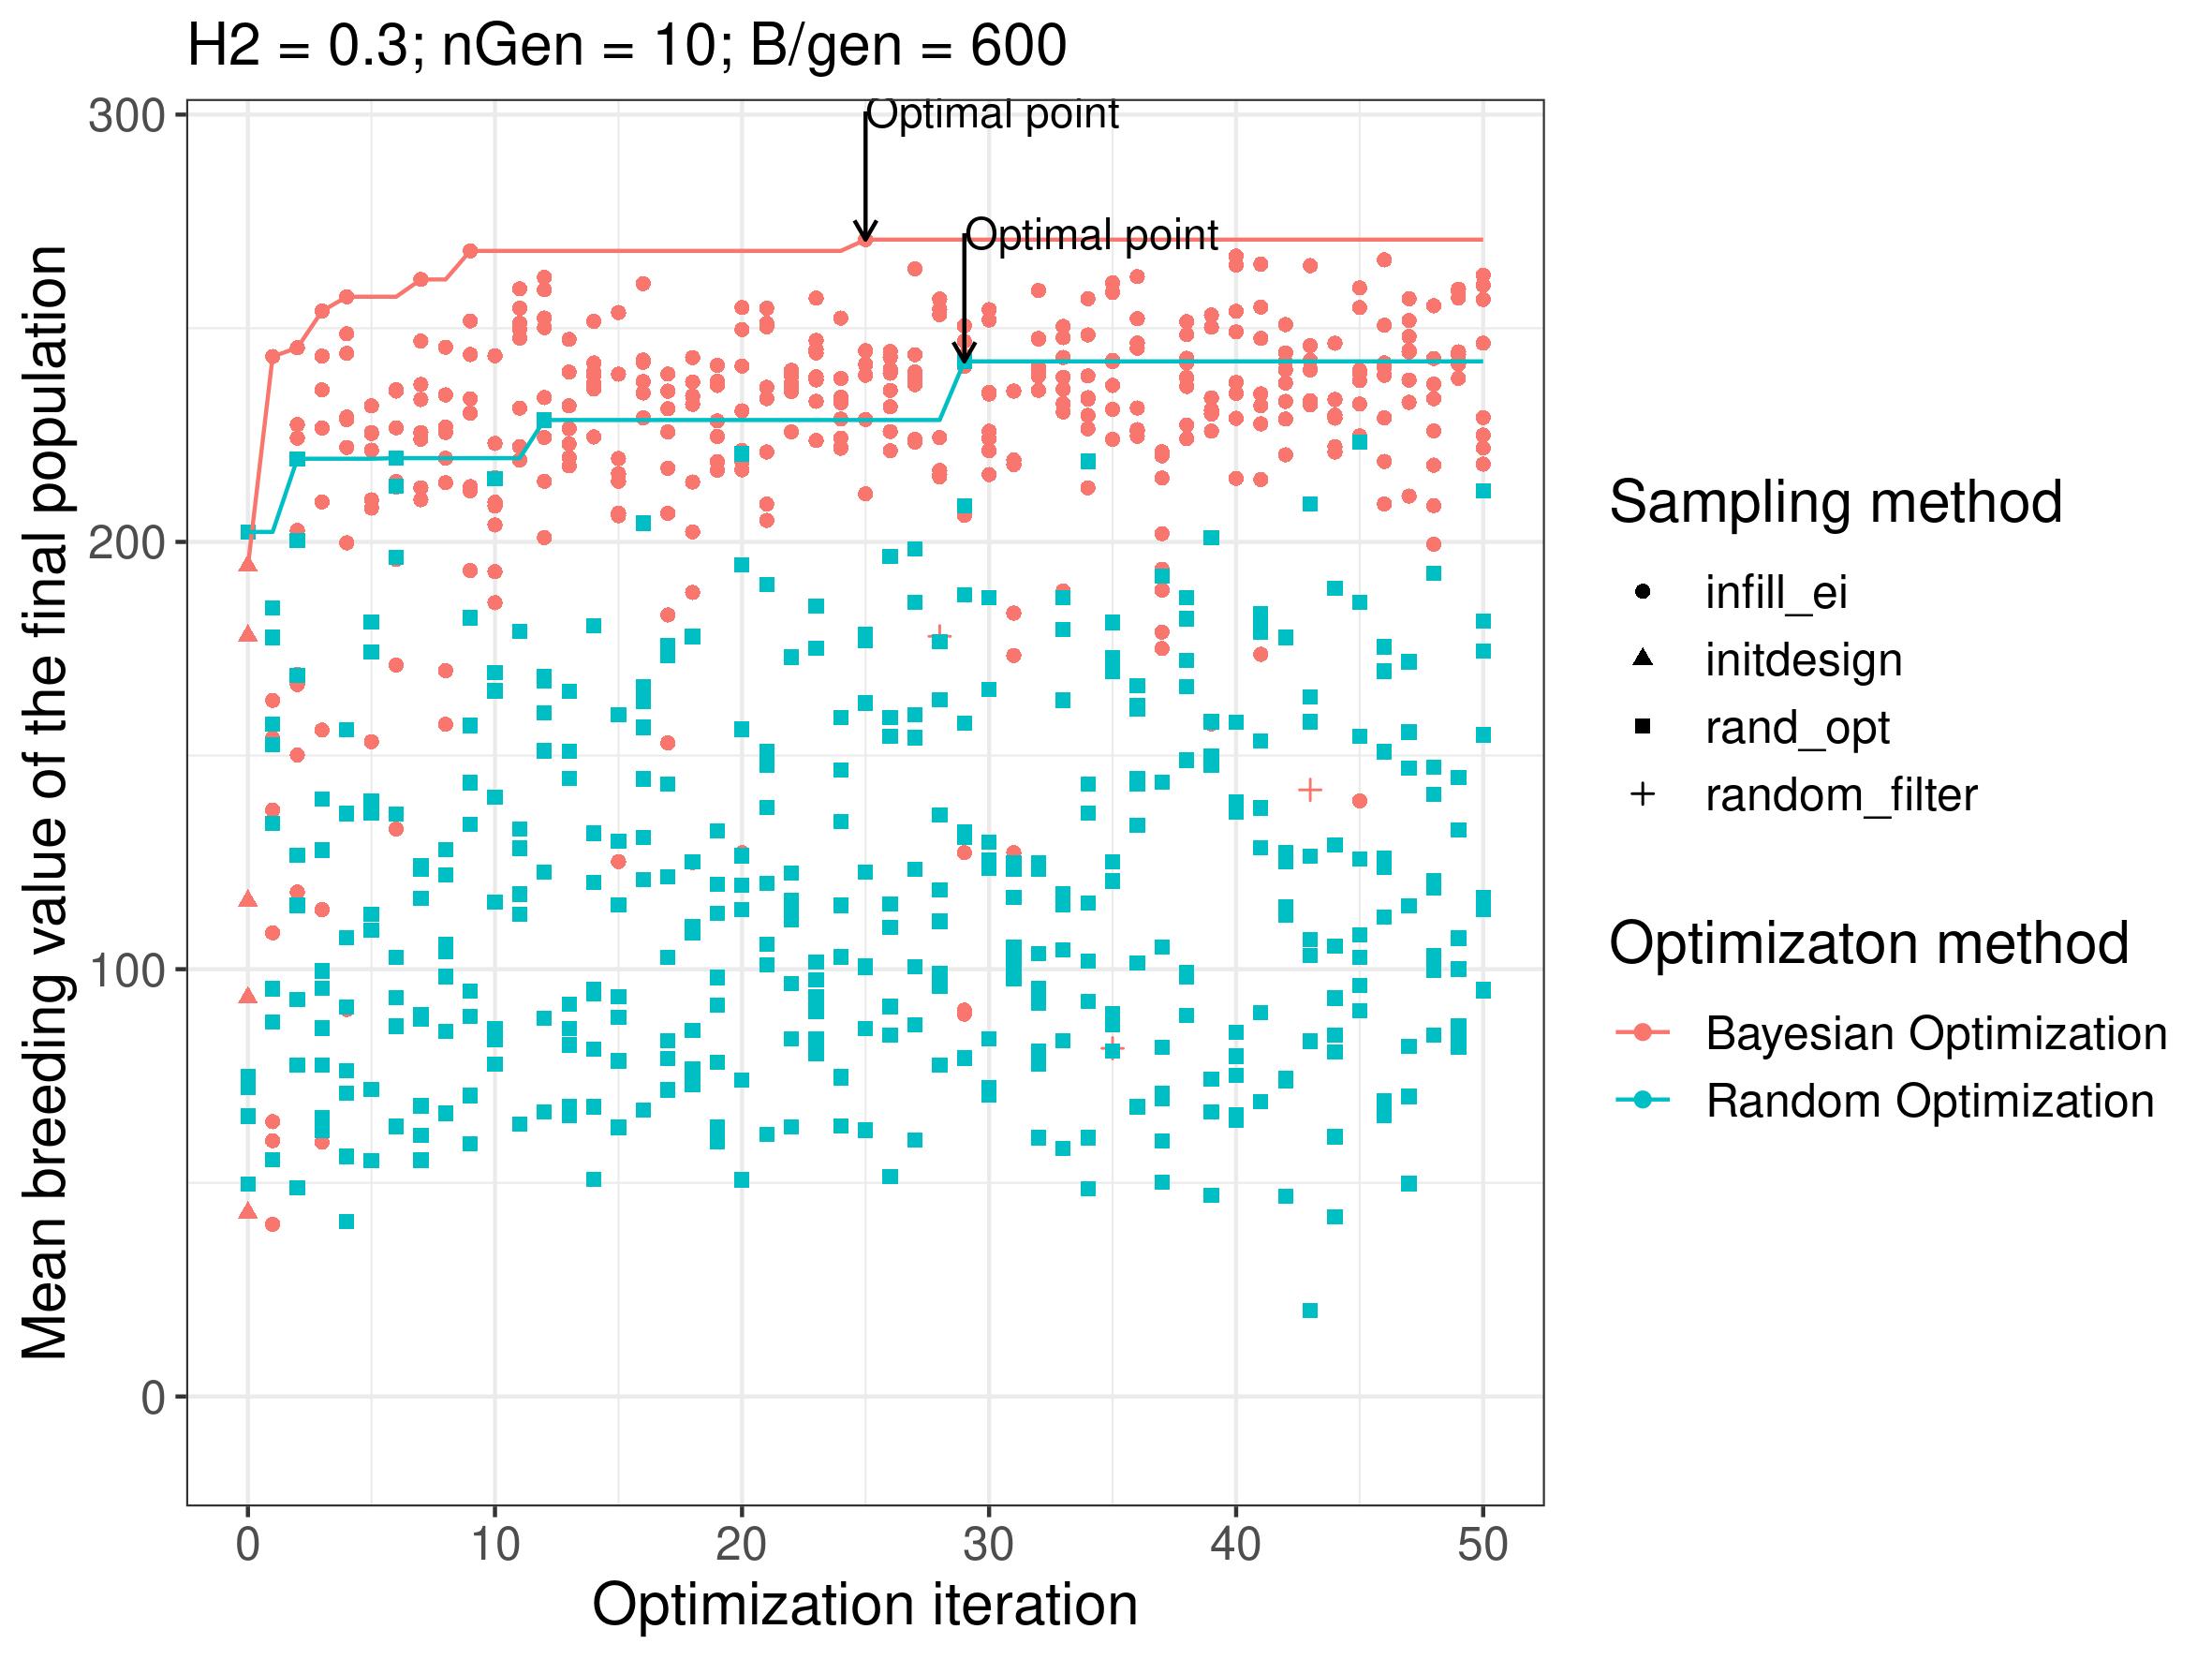 H2 = 0.3; nGen = 10; B/gen = 600
Mean breeding value of the final population
300
200
100
0
Optimal point
Optimal point
0 10 20 30 40 50
Optimization iteration
Sampling method
infill_ei
initdesign
rand_opt
random_filter
Optimizaton method
Bayesian Optimization
Random Optimization